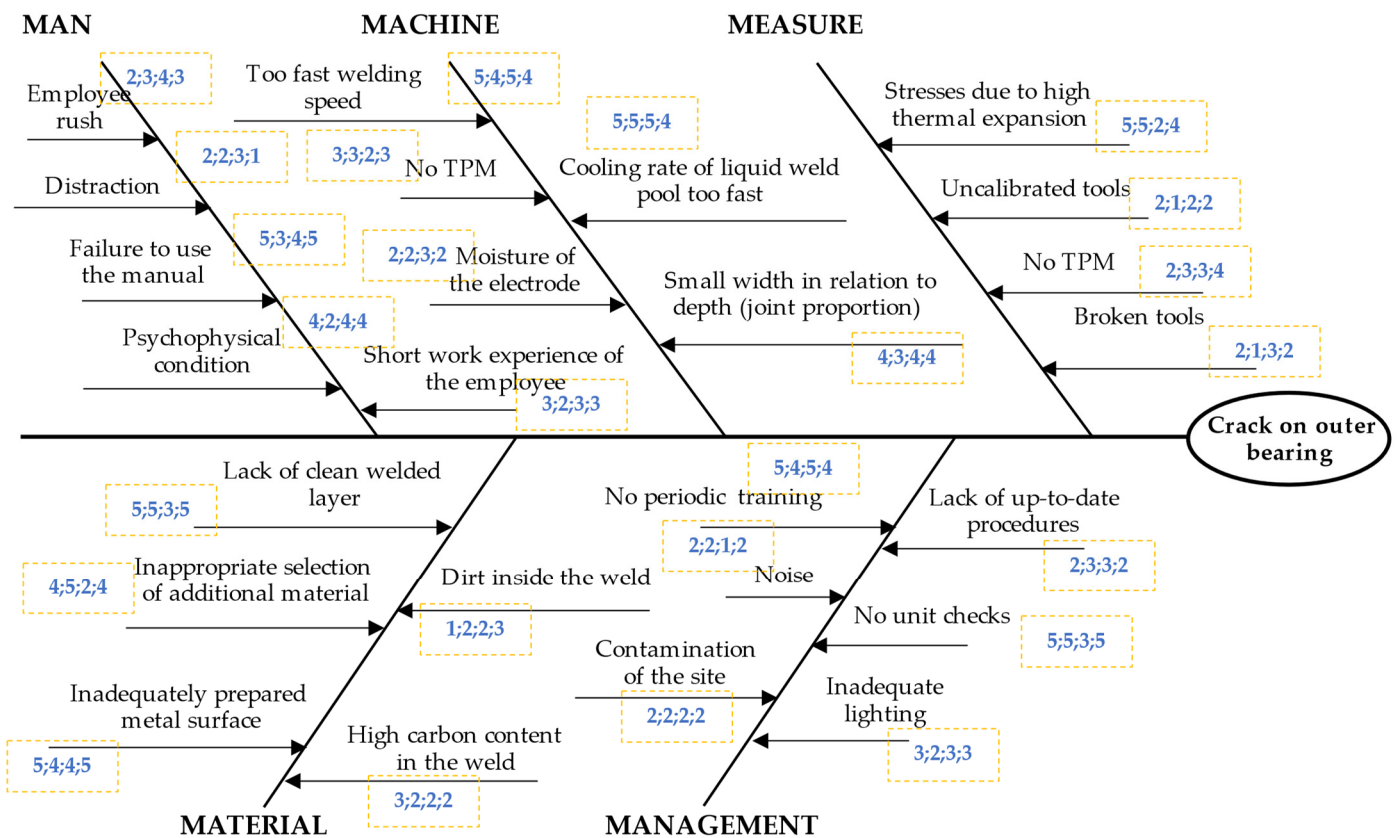 MAN
MACHINE
MEASURE
2;3;4;3
Employee
rush
2;2;3;1
Distraction
5;3;4;5
Failure to use
the manual
4;2;4;4
Psychophysical
condition
Short work experience of
the employee
3;2;3;3
Too fast welding
speed
5;4;5;4
3;3;2;3
No TPM
5;5;5;4
Cooling rate of liquid weld
pool too fast
2;2;3;2
Moisture of
the electrode
Small width in relation to
depth (joint proportion)
4;3;4;4
Stresses due to high
thermal expansion
5;5;2;4
Uncalibrated tools
2;1;2;2
No TPM
2;3;3;4
Broken tools
2;1;3;2
Crack on outer
bearing
Lack of clean welded
layer
5;5;3;5
Inappropriate selection
of additional material
4;5;2;4
Dirt inside the weld
1;2;2;3
Inadequately prepared
metal surface
5;4;4;5
High carbon content
in the weld
3;2;2;2
5;4;5;4
No periodic training
Lack of up-to-date
procedures
2;3;3;2
2;2;1;2
Noise
No unit checks
5;5;3;5
Contamination
of the site
2;2;2;2
Inadequate
lighting
3;2;3;3
MATERIAL
MANAGEMENT